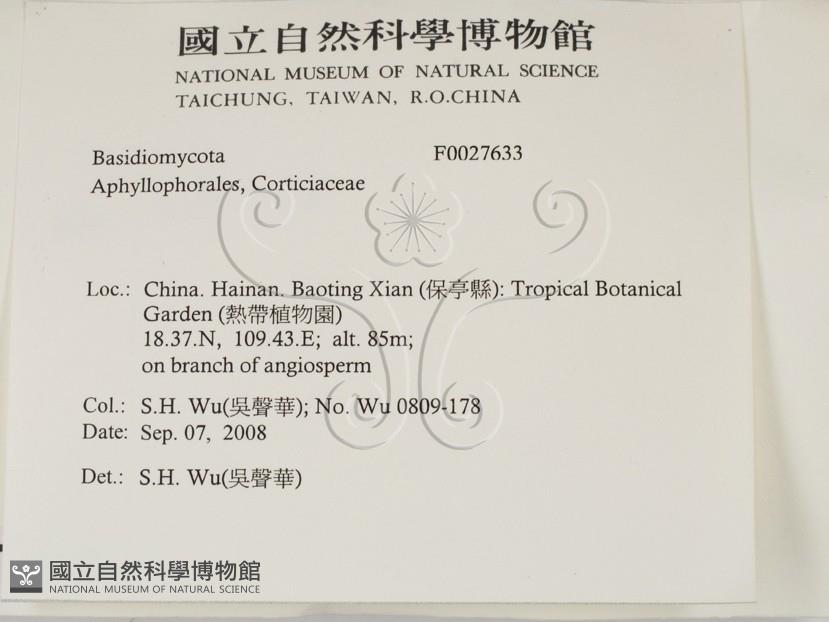 國立自然科學博物館
NATIONAL MUSEUM OF NATURAL SCIENCE
TAICHUNG, TAIWAN, R.O.CHINA
Basidiomycota F0027633
Aphyllophorales, Corticiaceae
Loc.: China. Hainan. Baoting Xian (保亭縣): Tropical Botanical
Garden (熱帶植物園)
18.37.N, 109.43.E; alt. 85m;
on branch of angiosperm
Col.: S.H. Wu(吳聲華); No. Wu 0809-178
Date: Sep. 07, 2008
Det.: S.H. Wu(吳聲華)
國立自然科學博物館
NATIONAL MUSEUM OF NATURAL SCIENCE